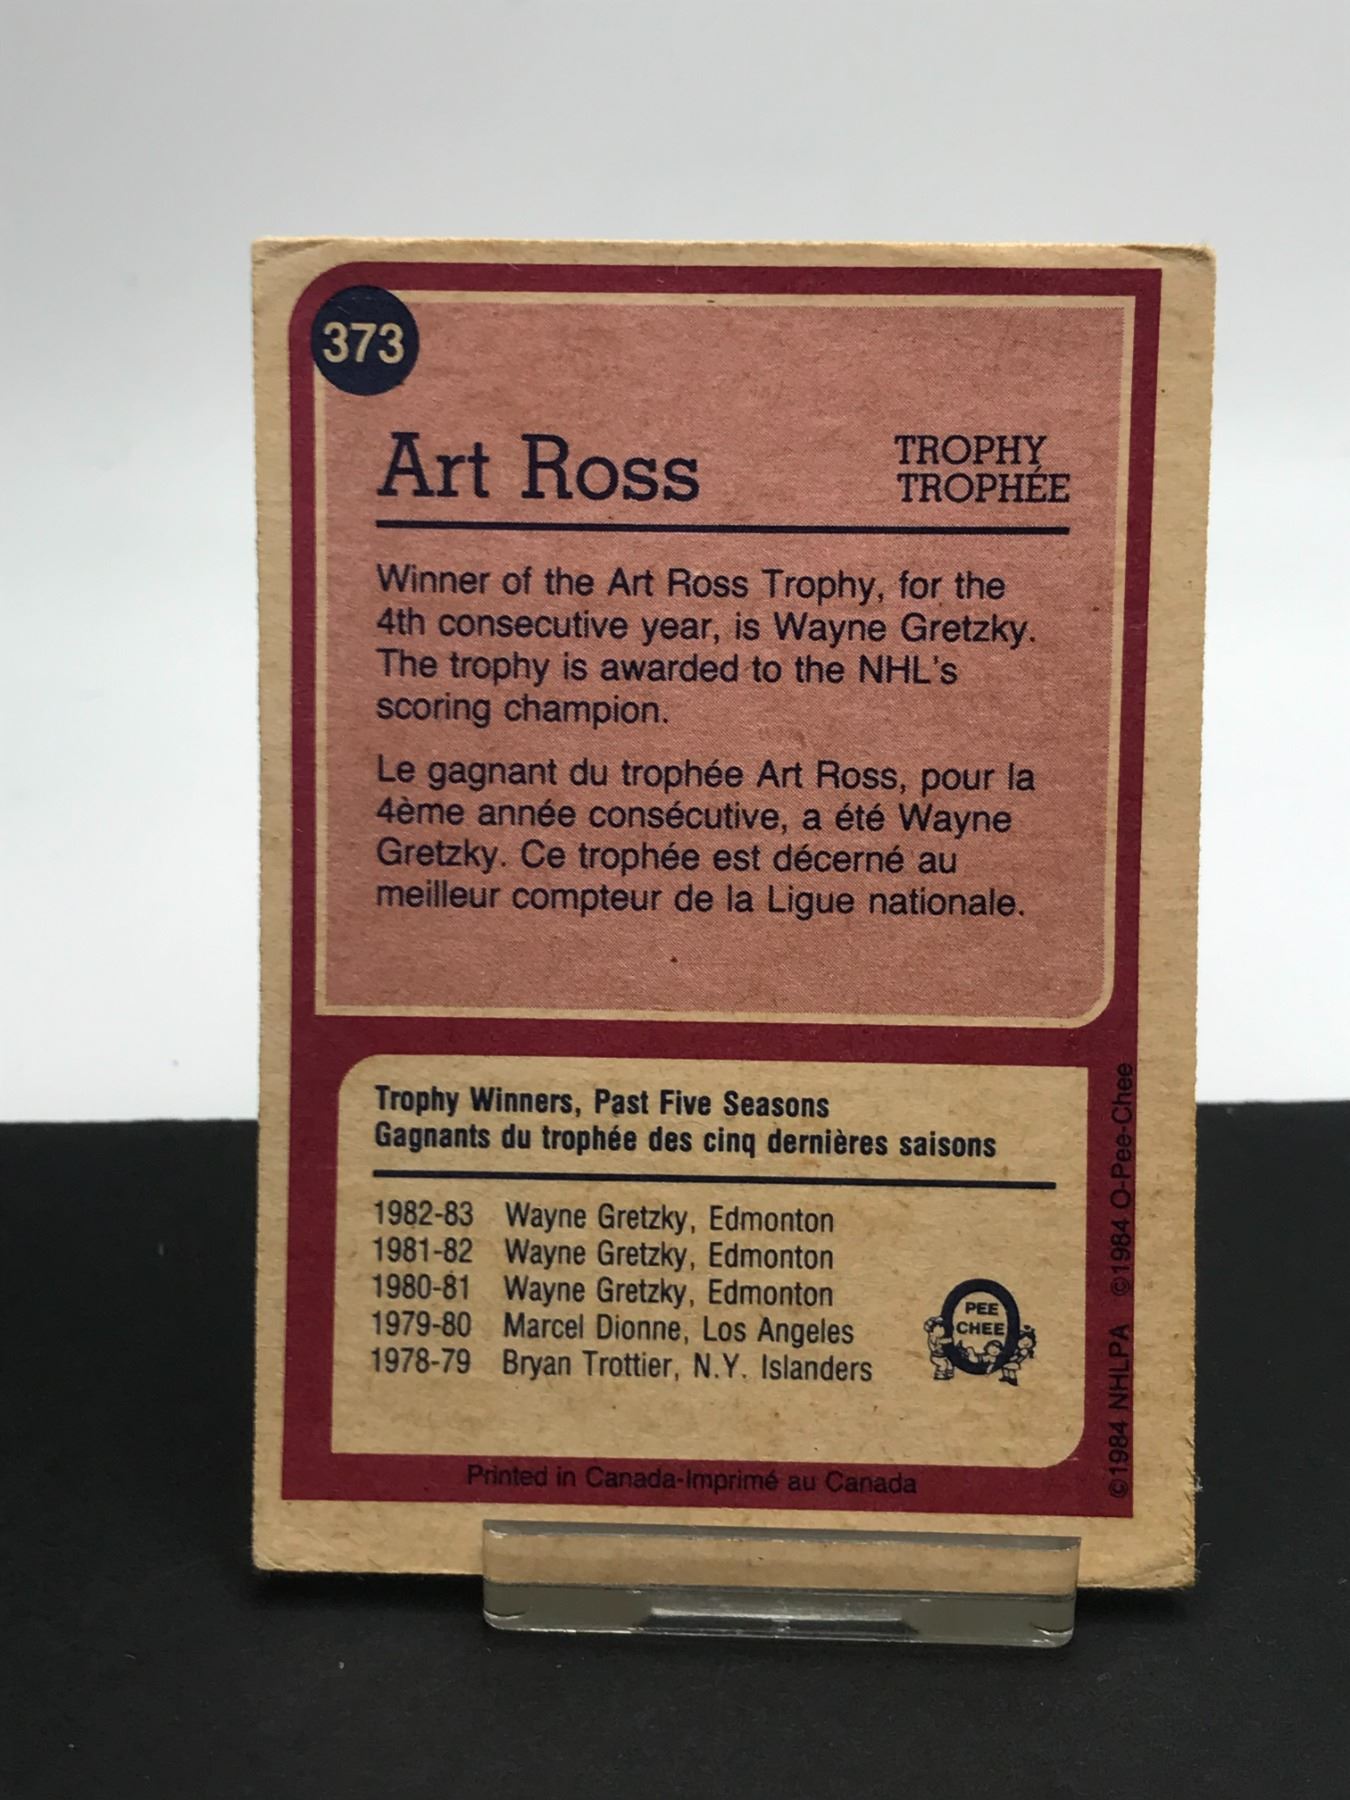 373
Art Ross
TROPHY
TROPHÉE
Winner of the Art Ross Trophy, for the
4th consecutive year, is Wayne Gretzky.
The trophy is awarded to the NHL's
scoring champion.
Le gagnant du trophée Art Ross, pour la
4ème année consécutive, a été Wayne
Gretzky. Ce trophée est décerné au
meilleur compteur de la Ligue nationale.
Trophy Winners, Past Five Seasons
Gagnants du trophée des cinq dernières saisons
1982-83 Wayne Gretzky, Edmonton
1981-82 Wayne Gretzky, Edmonton
1980-81 Wayne Gretzky, Edmonton
1979-80 Marcel Dionne, Los Angeles
1978-79 Bryan Trottier, N.Y. Islanders
O
PEE
CHEE
Printed in Canada-Imprimé au Canada
©1984 NHLPA ©1984 O-Pee-Chee